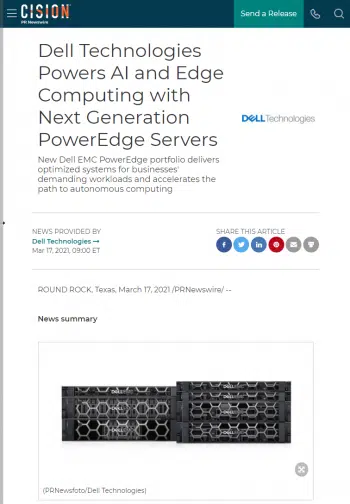 CISION
PR Newswire
Send a Release
Dell Technologies
Powers AI and Edge
Computing with
Next Generation
PowerEdge Servers
DELL Technologies
New Dell EMC PowerEdge portfolio delivers
optimized systems for businesses'
demanding workloads and accelerates the
path to autonomous computing
NEWS PROVIDED BY
Dell Technologies →
Mar 17, 2021, 09:00 ET
SHARE THIS ARTICLE
ROUND ROCK, Texas, March 17, 2021 /PRNewswire/ --
News summary
(PRNewsfoto/Dell Technologies)